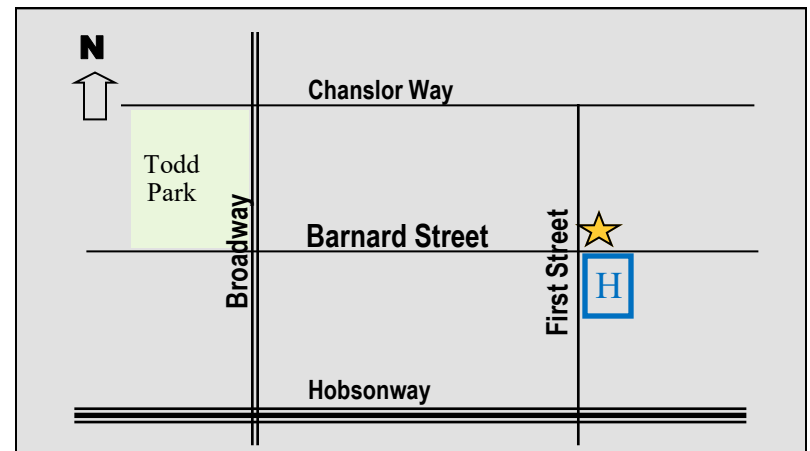 N
Chanslor Way
Todd
Park
Broadway
Barnard Street
First Street
H
Hobsonway